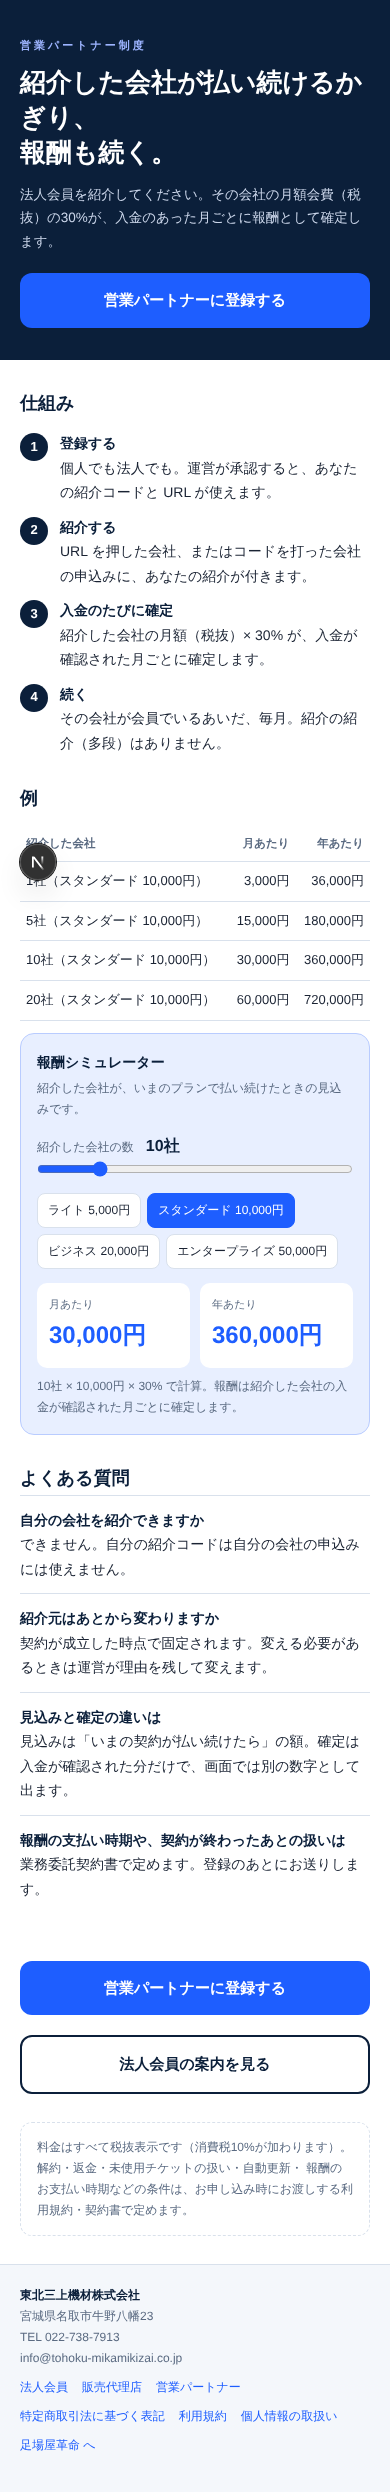 営業パートナー制度
紹介した会社が払い続けるか
ぎり、
報酬も続く。
法人会員を紹介してください。その会社の月額会費（税
抜）の30%が、入金のあった月ごとに報酬として確定し
ます。
営業パートナーに登録する
仕組み
1 登録する
個人でも法人でも。運営が承認すると、あなた
の紹介コードと URL が使えます。
2 紹介する
URL を押した会社、またはコードを打った会社
の申込みに、あなたの紹介が付きます。
3 入金のたびに確定
紹介した会社の月額（税抜）× 30% が、入金が
確認された月ごとに確定します。
4 続く
その会社が会員でいるあいだ、毎月。紹介の紹
介（多段）はありません。
例
紹介した会社 月あたり 年あたり
N
1社（スタンダード 10,000円） 3,000円 36,000円
5社（スタンダード 10,000円） 15,000円 180,000円
10社（スタンダード 10,000円） 30,000円 360,000円
20社（スタンダード 10,000円） 60,000円 720,000円
報酬シミュレーター
紹介した会社が、いまのプランで払い続けたときの見込
みです。
紹介した会社の数 10社
ライト 5,000円 スタンダード 10,000円
ビジネス 20,000円 エンタープライズ 50,000円
月あたり 年あたり
30,000円 360,000円
10社 × 10,000円 × 30% で計算。報酬は紹介した会社の入
金が確認された月ごとに確定します。
よくある質問
自分の会社を紹介できますか
できません。自分の紹介コードは自分の会社の申込み
には使えません。
紹介元はあとから変わりますか
契約が成立した時点で固定されます。変える必要があ
るときは運営が理由を残して変えます。
見込みと確定の違いは
見込みは「いまの契約が払い続けたら」の額。確定は
入金が確認された分だけで、画面では別の数字として
出ます。
報酬の支払い時期や、契約が終わったあとの扱いは
業務委託契約書で定めます。登録のあとにお送りしま
す。
営業パートナーに登録する
法人会員の案内を見る
料金はすべて税抜表示です（消費税10%が加わります）。
解約・返金・未使用チケットの扱い・自動更新・ 報酬の
お支払い時期などの条件は、お申し込み時にお渡しする利
用規約・契約書で定めます。
東北三上機材株式会社
宮城県名取市牛野八幡23
TEL 022-738-7913
info@tohoku-mikamikizai.co.jp
法人会員 販売代理店 営業パートナー
特定商取引法に基づく表記 利用規約 個人情報の取扱い
足場屋革命 へ